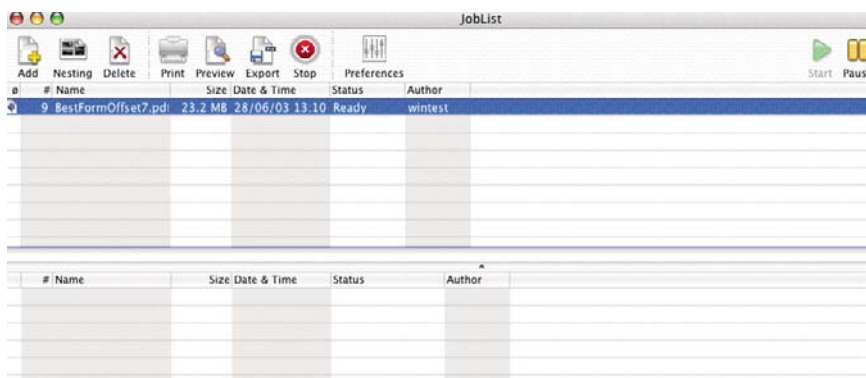 JobList
Add Nesting Delete Print Preview Export Stop Preferences Start Paus
ø # Name Size Date & Time Status Author
9 BestFormOffset7.pd 23.2 MB 28/06/03 13:10 Ready wintest
# Name Size Date & Time Status Author